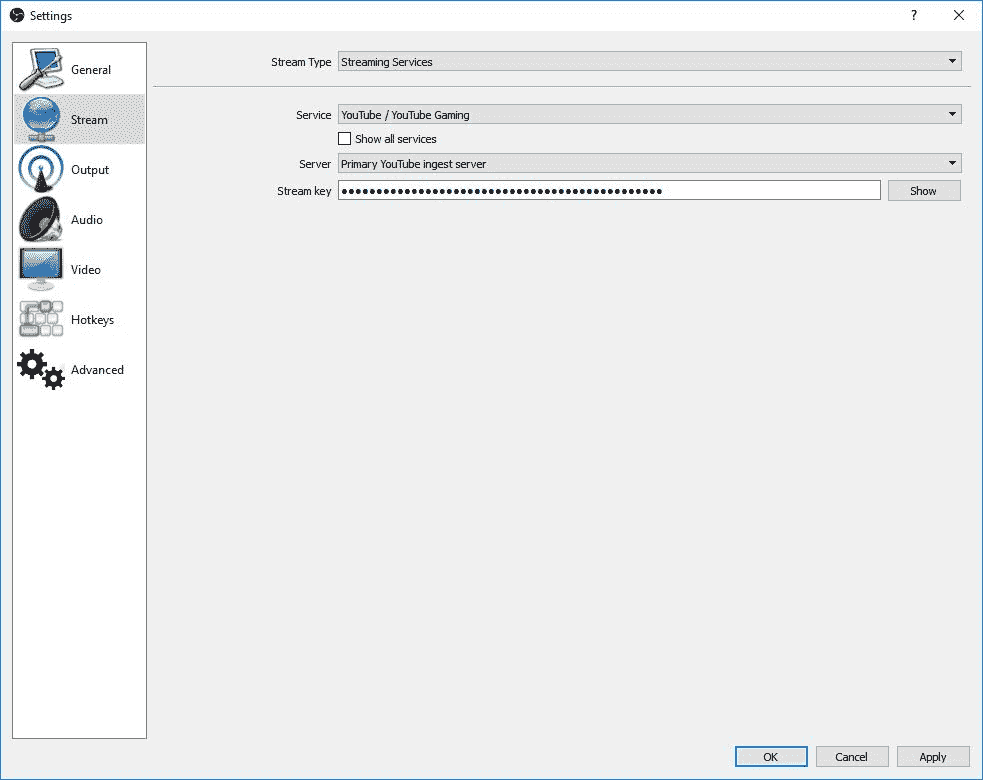 Settings
General
Stream
Output
Audio
Video
Hotkeys
Advanced
Stream Type Streaming Services
Service YouTube / YouTube Gaming
Show all services
Server Primary YouTube ingest server
Stream key ●●●●●●●●●●●●●●●●●●●●●●●●●●●●●●●●●●●●●●●●●●●●●● Show
OK Cancel Apply